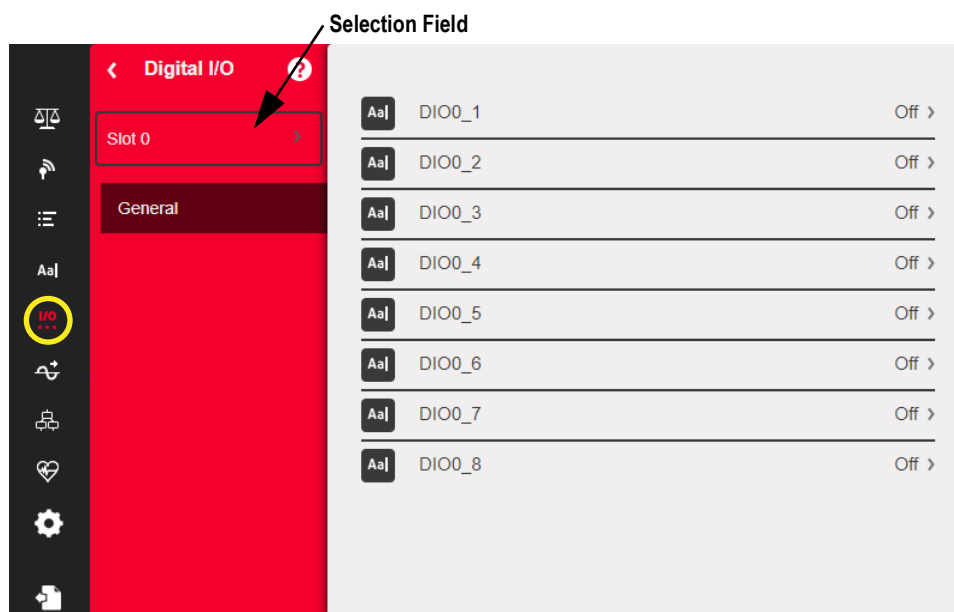 Selection Field
Digital I/O
?
Slot 0
General
Aa
I/O
Aa DIO0_1 Off
Aa DIO0_2 Off
Aa DIO0_3 Off
Aa DIO0_4 Off
Aa DIO0_5 Off
Aa DIO0_6 Off
Aa DIO0_7 Off
Aa DIO0_8 Off